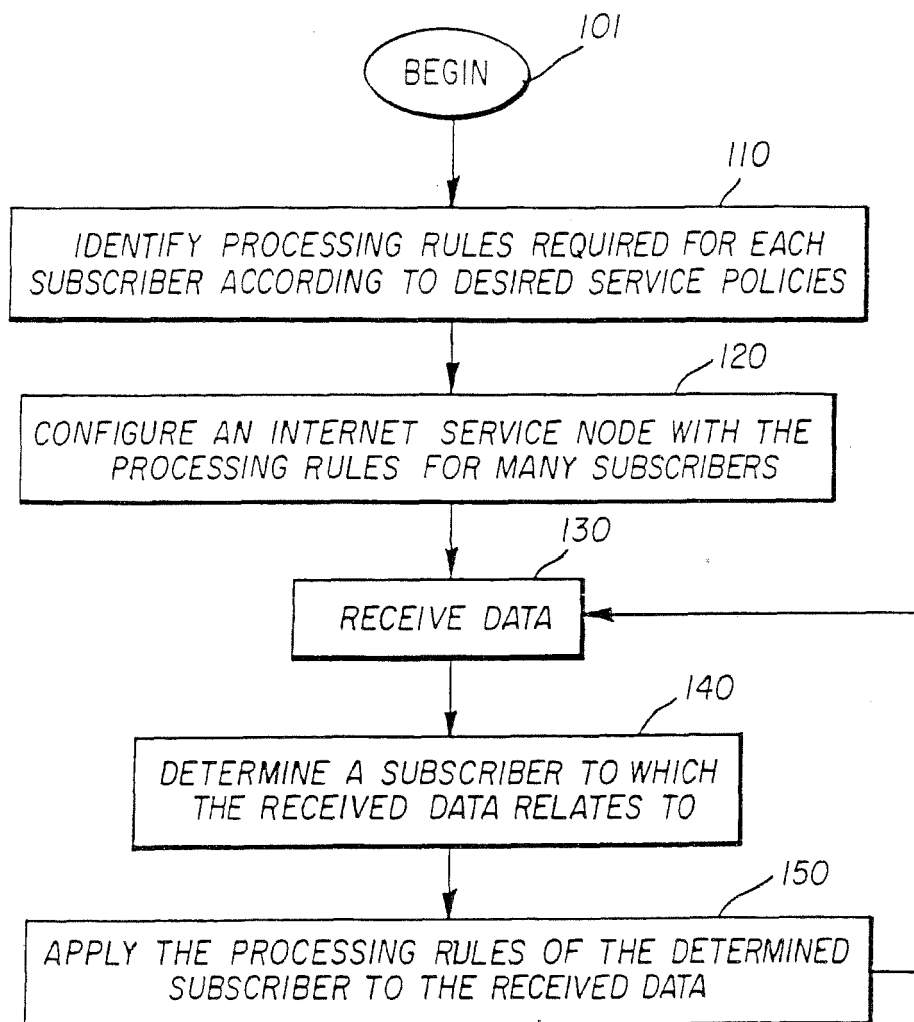 101
BEGIN
110
IDENTIFY PROCESSING RULES REQUIRED FOR EACH
SUBSCRIBER ACCORDING TO DESIRED SERVICE POLICIES
120
CONFIGURE AN INTERNET SERVICE NODE WITH THE
PROCESSING RULES FOR MANY SUBSCRIBERS
130
RECEIVE DATA
140
DETERMINE A SUBSCRIBER TO WHICH
THE RECEIVED DATA RELATES TO
150
APPLY THE PROCESSING RULES OF THE DETERMINED
SUBSCRIBER TO THE RECEIVED DATA